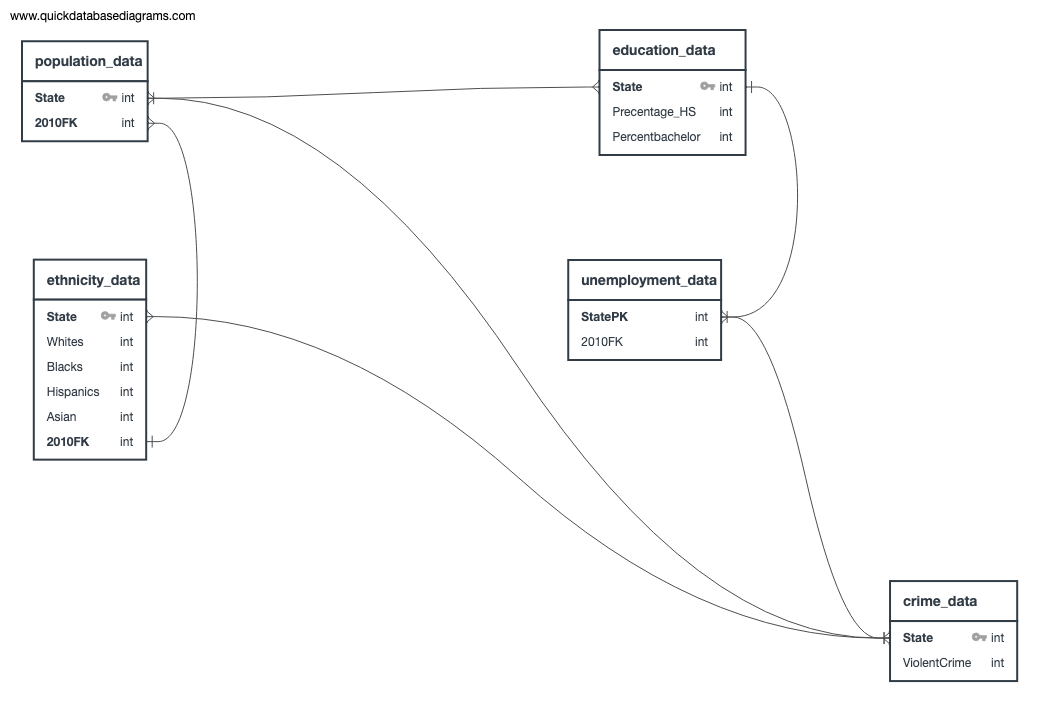 www.quickdatabasediagrams.com
population_data
State int
2010FK int
education_data
State int
Precentage_HS int
Percentbachelor int
ethnicity_data
State int
Whites int
Blacks int
Hispanics int
Asian int
2010FK int
unemployment_data
StatePK int
2010FK int
crime_data
State int
ViolentCrime int